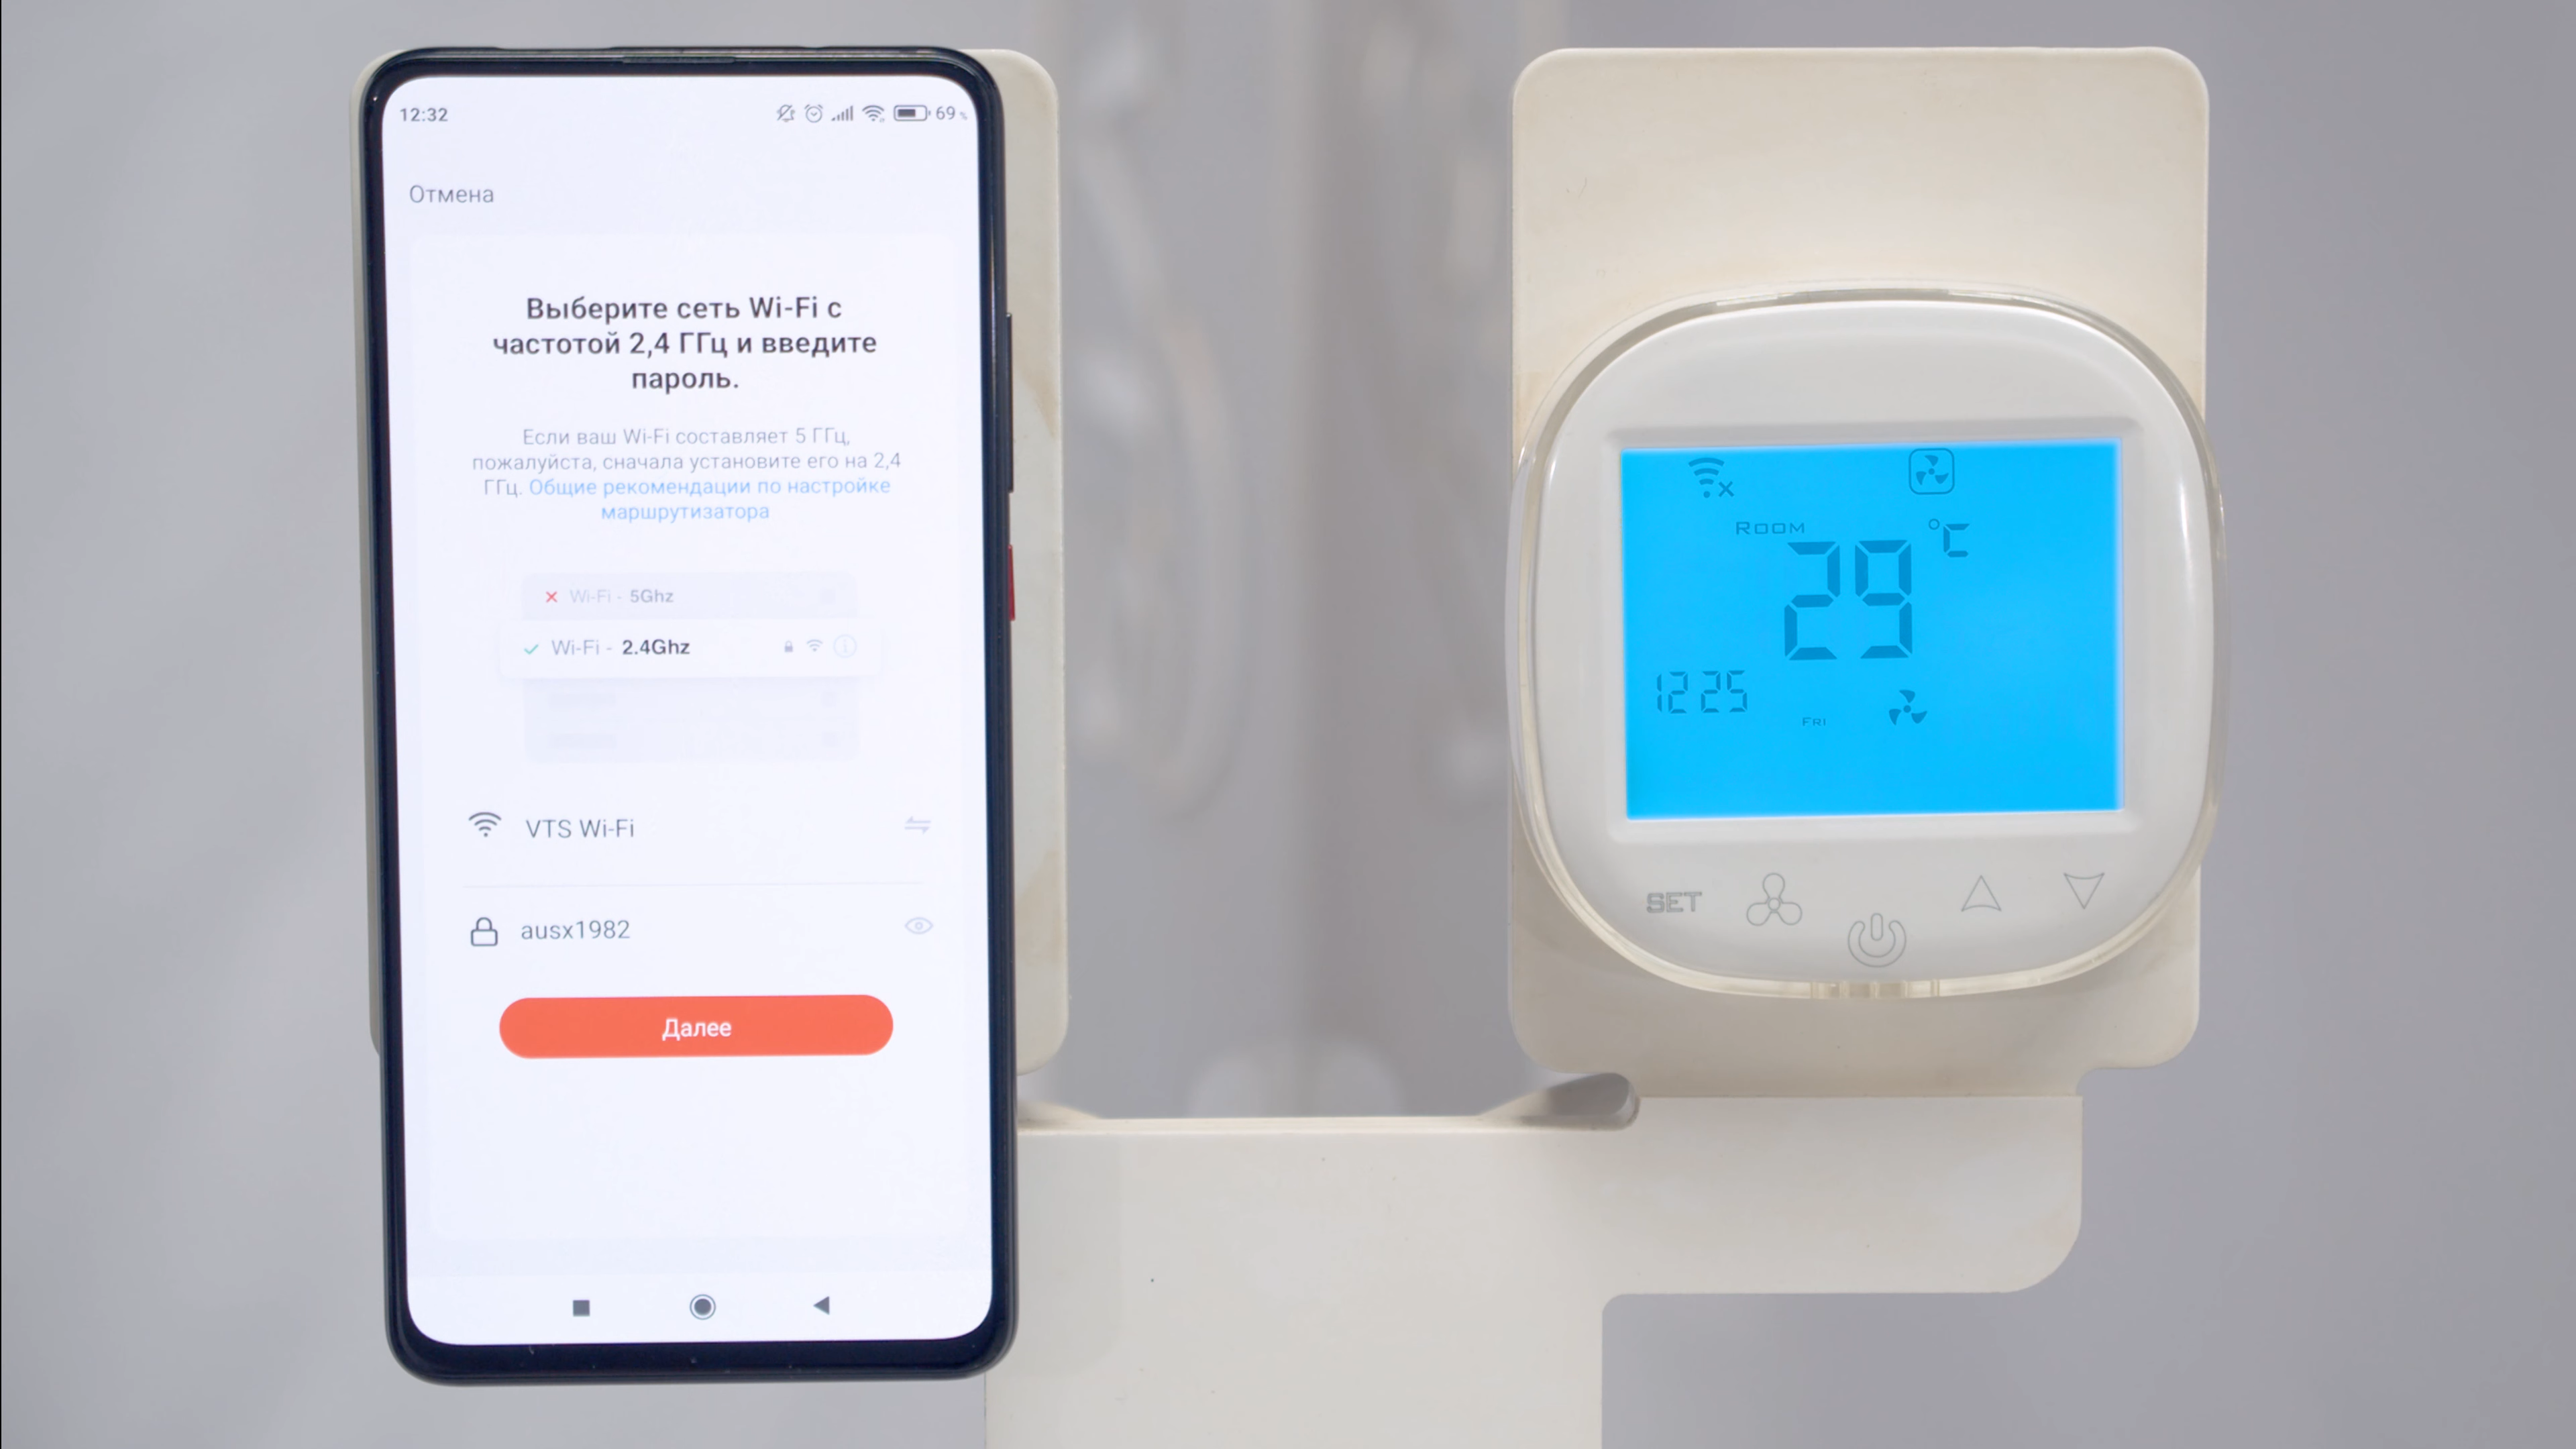 12:32
69 %
Отмена
Выберите сеть Wi-Fi с
частотой 2,4 ГГц и введите
пароль.
Если ваш Wi-Fi составляет 5 ГГц,
пожалуйста, сначала установите его на 2,4
ГГц. Общие рекомендации по настройке
маршрутизатора
Wi-Fi - 5Ghz
Wi-Fi - 2.4Ghz
VTS Wi-Fi
ausx1982
Далее
ROOM
29 °C
12 25
FRI
SET